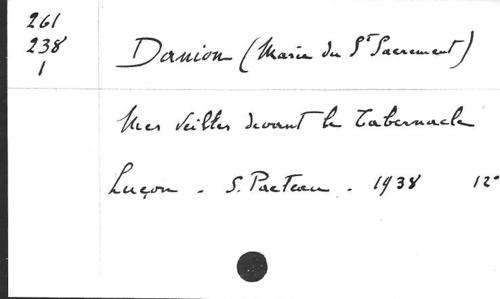 261
238
1
Danion (Marie du St Sacrement)
Mes Veilles devant le Tabernacle
Luçon - S. Pacteau - 1938 12°